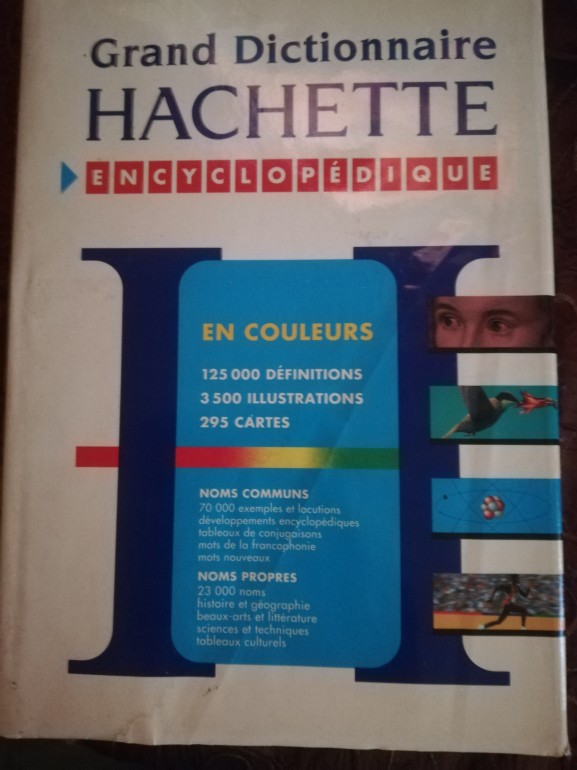 Grand Dictionnaire
HACHETTE
ENCYCLOPÉDIQUE
EN COULEURS
125 000 DÉFINITIONS
3 500 ILLUSTRATIONS
295 CARTES
NOMS COMMUNS
70 000 exemples et locutions
développements encyclopédiques
tableaux de conjugaisons
mots de la francophonie
mots nouveaux
NOMS PROPRES
23 000 noms
histoire et géographie
beaux-arts et littérature
sciences et techniques
tableaux culturels